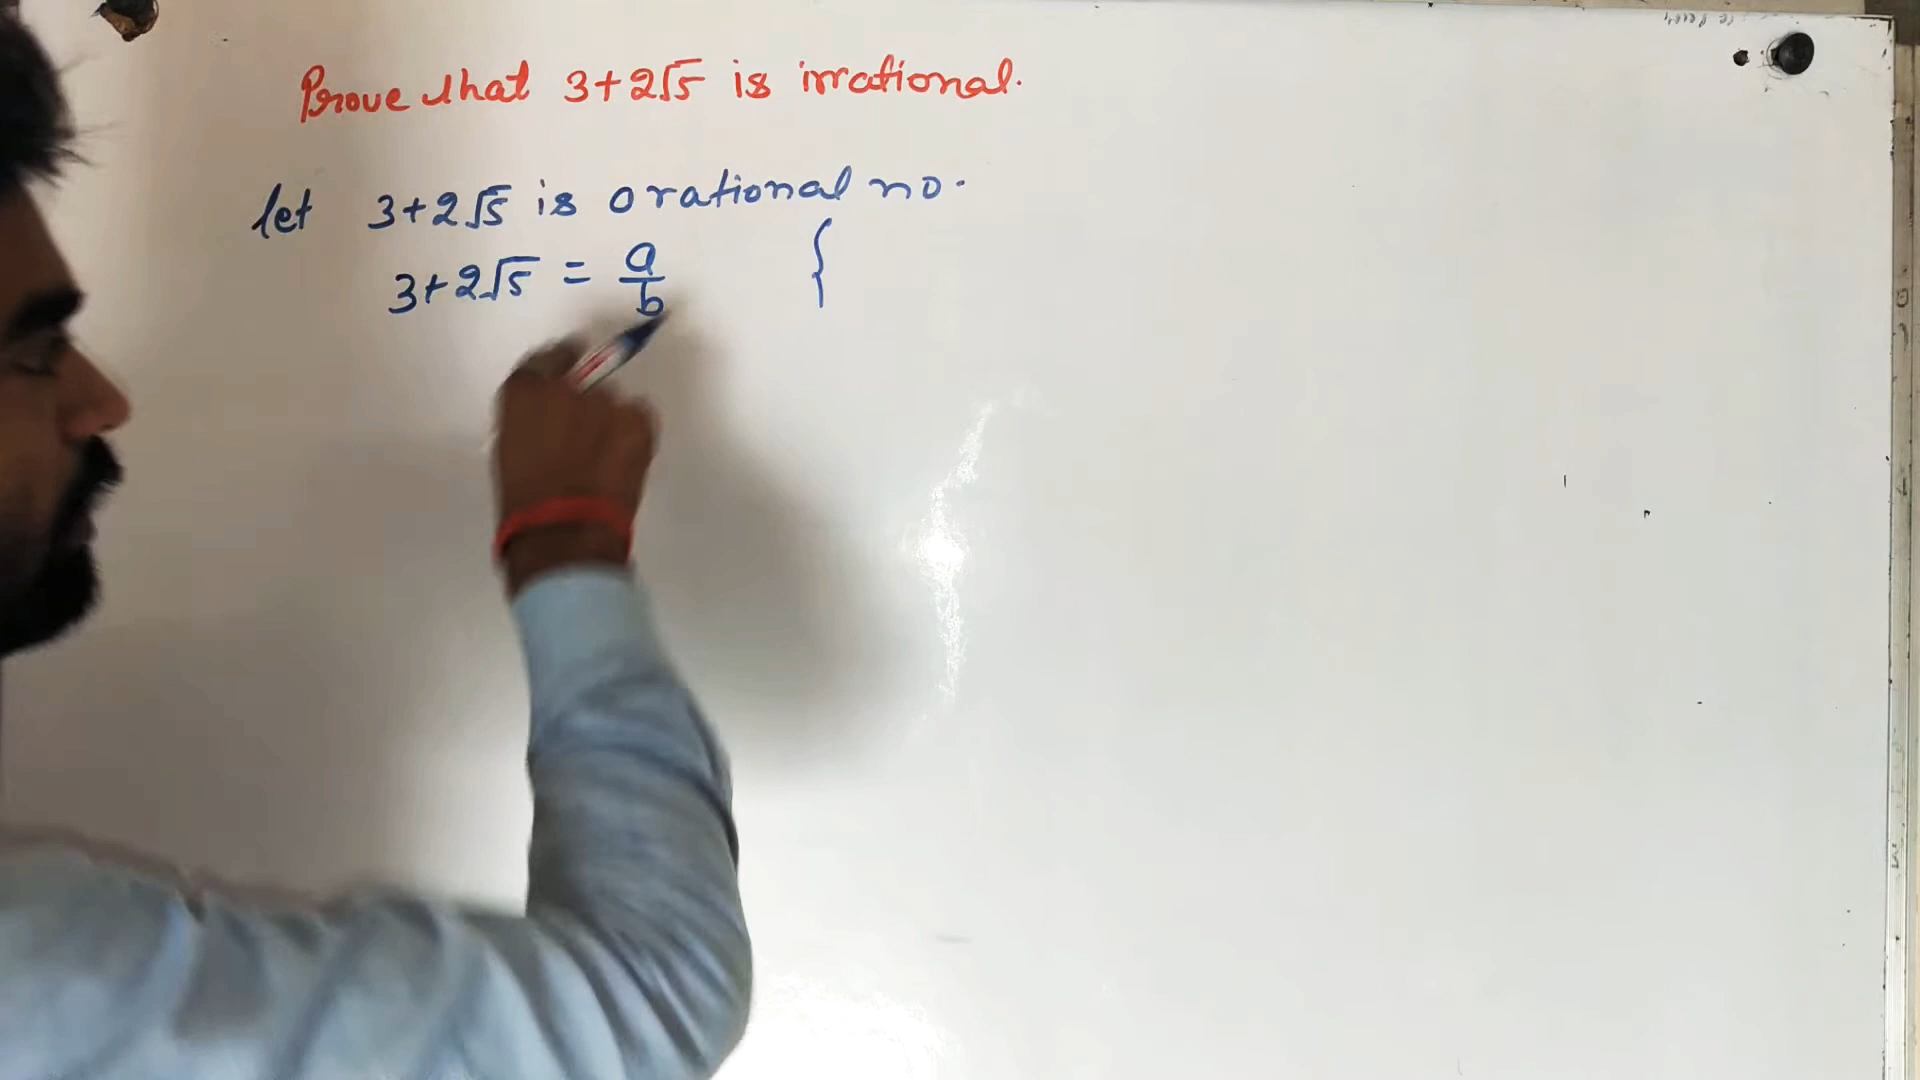 Prove that 3+2√5 is irrational.
let 3+2√5 is a rational no.
3+2√5 = a/b {